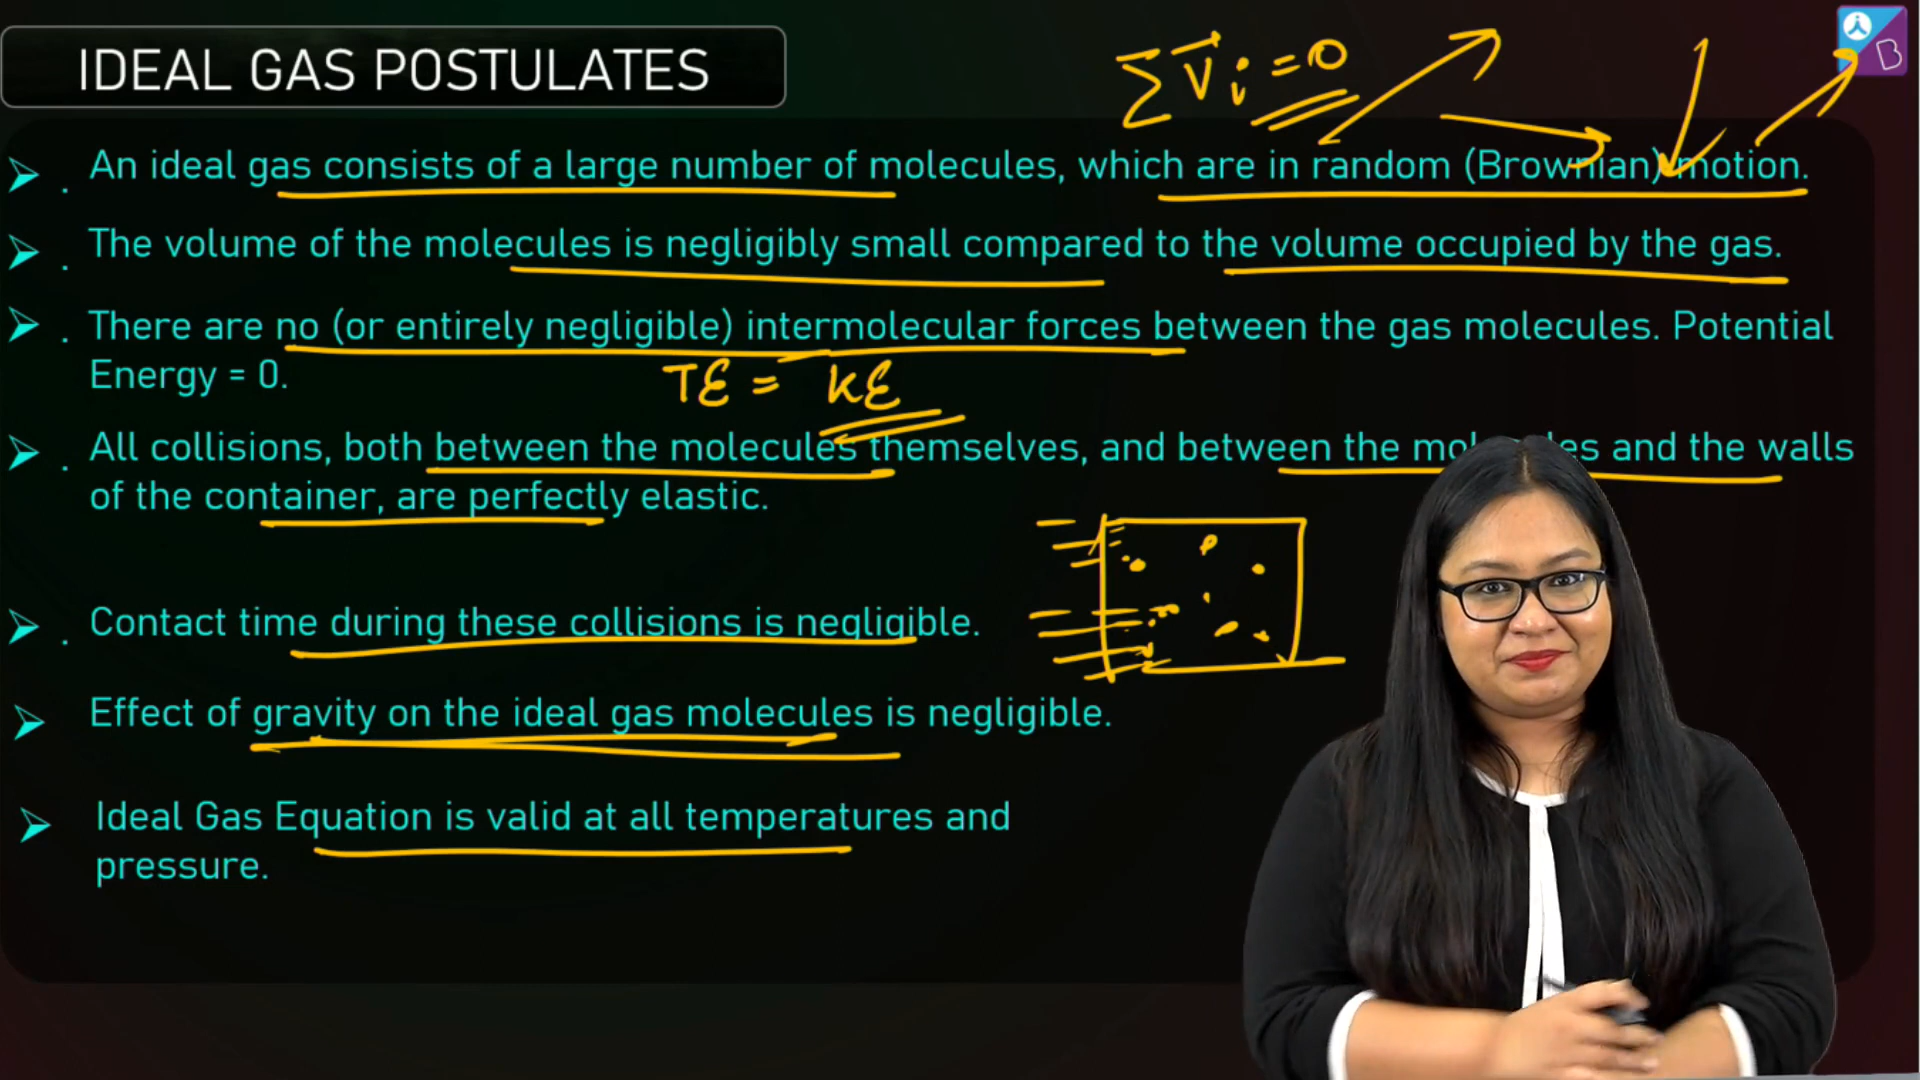 IDEAL GAS POSTULATES
∑v⃗i = 0
An ideal gas consists of a large number of molecules, which are in random (Brownian) motion.
The volume of the molecules is negligibly small compared to the volume occupied by the gas.
There are no (or entirely negligible) intermolecular forces between the gas molecules. Potential
Energy = 0.
TE = KE
All collisions, both between the molecules themselves, and between the molecules and the walls
of the container, are perfectly elastic.
Contact time during these collisions is negligible.
Effect of gravity on the ideal gas molecules is negligible.
Ideal Gas Equation is valid at all temperatures and
pressure.
B